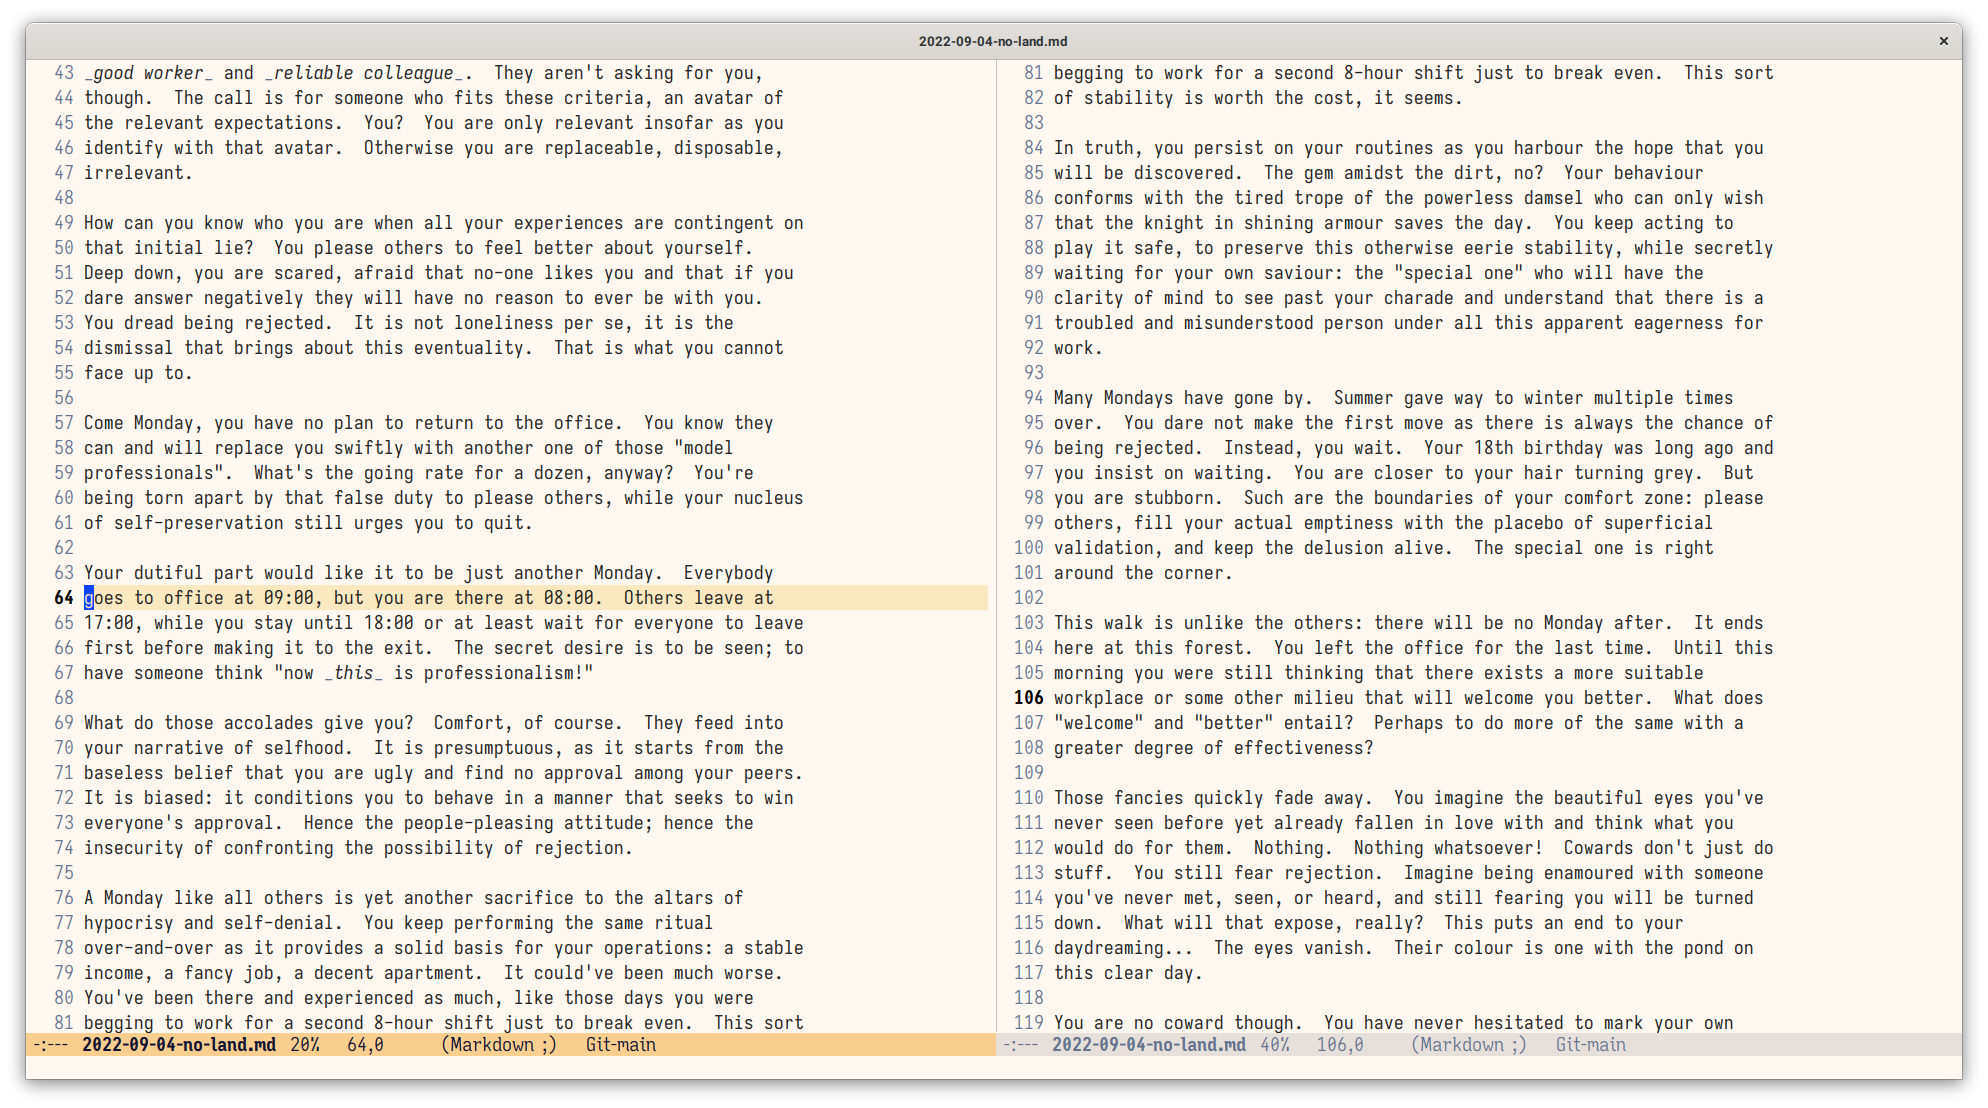 2022-09-04-no-land.md
×
43 _good worker_ and _reliable colleague_.  They aren't asking for you,
44 though.  The call is for someone who fits these criteria, an avatar of
45 the relevant expectations.  You?  You are only relevant insofar as you
46 identify with that avatar.  Otherwise you are replaceable, disposable,
47 irrelevant.
48
49 How can you know who you are when all your experiences are contingent on
50 that initial lie?  You please others to feel better about yourself.
51 Deep down, you are scared, afraid that no-one likes you and that if you
52 dare answer negatively they will have no reason to ever be with you.
53 You dread being rejected.  It is not loneliness per se, it is the
54 dismissal that brings about this eventuality.  That is what you cannot
55 face up to.
56
57 Come Monday, you have no plan to return to the office.  You know they
58 can and will replace you swiftly with another one of those "model
59 professionals".  What's the going rate for a dozen, anyway?  You're
60 being torn apart by that false duty to please others, while your nucleus
61 of self-preservation still urges you to quit.
62
63 Your dutiful part would like it to be just another Monday.  Everybody
64 goes to office at 09:00, but you are there at 08:00.  Others leave at
65 17:00, while you stay until 18:00 or at least wait for everyone to leave
66 first before making it to the exit.  The secret desire is to be seen; to
67 have someone think "now _this_ is professionalism!"
68
69 What do those accolades give you?  Comfort, of course.  They feed into
70 your narrative of selfhood.  It is presumptuous, as it starts from the
71 baseless belief that you are ugly and find no approval among your peers.
72 It is biased: it conditions you to behave in a manner that seeks to win
73 everyone's approval.  Hence the people-pleasing attitude; hence the
74 insecurity of confronting the possibility of rejection.
75
76 A Monday like all others is yet another sacrifice to the altars of
77 hypocrisy and self-denial.  You keep performing the same ritual
78 over-and-over as it provides a solid basis for your operations: a stable
79 income, a fancy job, a decent apartment.  It could've been much worse.
80 You've been there and experienced as much, like those days you were
81 begging to work for a second 8-hour shift just to break even.  This sort
-:--- 2022-09-04-no-land.md 20% 64,0 (Markdown ;) Git-main
81 begging to work for a second 8-hour shift just to break even.  This sort
82 of stability is worth the cost, it seems.
83
84 In truth, you persist on your routines as you harbour the hope that you
85 will be discovered.  The gem amidst the dirt, no?  Your behaviour
86 conforms with the tired trope of the powerless damsel who can only wish
87 that the knight in shining armour saves the day.  You keep acting to
88 play it safe, to preserve this otherwise eerie stability, while secretly
89 waiting for your own saviour: the "special one" who will have the
90 clarity of mind to see past your charade and understand that there is a
91 troubled and misunderstood person under all this apparent eagerness for
92 work.
93
94 Many Mondays have gone by.  Summer gave way to winter multiple times
95 over.  You dare not make the first move as there is always the chance of
96 being rejected.  Instead, you wait.  Your 18th birthday was long ago and
97 you insist on waiting.  You are closer to your hair turning grey.  But
98 you are stubborn.  Such are the boundaries of your comfort zone: please
99 others, fill your actual emptiness with the placebo of superficial
100 validation, and keep the delusion alive.  The special one is right
101 around the corner.
102
103 This walk is unlike the others: there will be no Monday after.  It ends
104 here at this forest.  You left the office for the last time.  Until this
105 morning you were still thinking that there exists a more suitable
106 workplace or some other milieu that will welcome you better.  What does
107 "welcome" and "better" entail?  Perhaps to do more of the same with a
108 greater degree of effectiveness?
109
110 Those fancies quickly fade away.  You imagine the beautiful eyes you've
111 never seen before yet already fallen in love with and think what you
112 would do for them.  Nothing.  Nothing whatsoever!  Cowards don't just do
113 stuff.  You still fear rejection.  Imagine being enamoured with someone
114 you've never met, seen, or heard, and still fearing you will be turned
115 down.  What will that expose, really?  This puts an end to your
116 daydreaming...  The eyes vanish.  Their colour is one with the pond on
117 this clear day.
118
119 You are no coward though.  You have never hesitated to mark your own
-:--- 2022-09-04-no-land.md 40% 106,0 (Markdown ;) Git-main